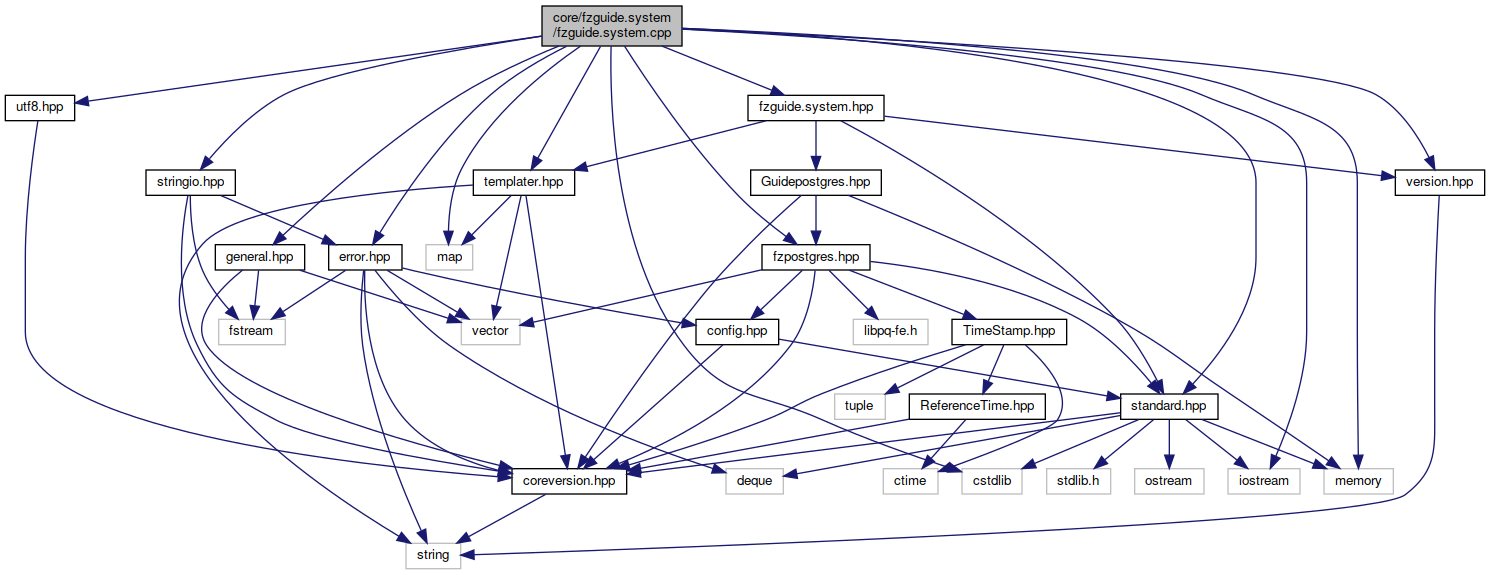 core/fzguide.system
/fzguide.system.cpp
utf8.hpp
fzguide.system.hpp
stringio.hpp
templater.hpp
Guidepostgres.hpp
version.hpp
general.hpp
error.hpp
map
fzpostgres.hpp
fstream
vector
config.hpp
libpq-fe.h
TimeStamp.hpp
tuple
ReferenceTime.hpp
standard.hpp
coreversion.hpp
deque
ctime
cstdlib
stdlib.h
ostream
iostream
memory
string